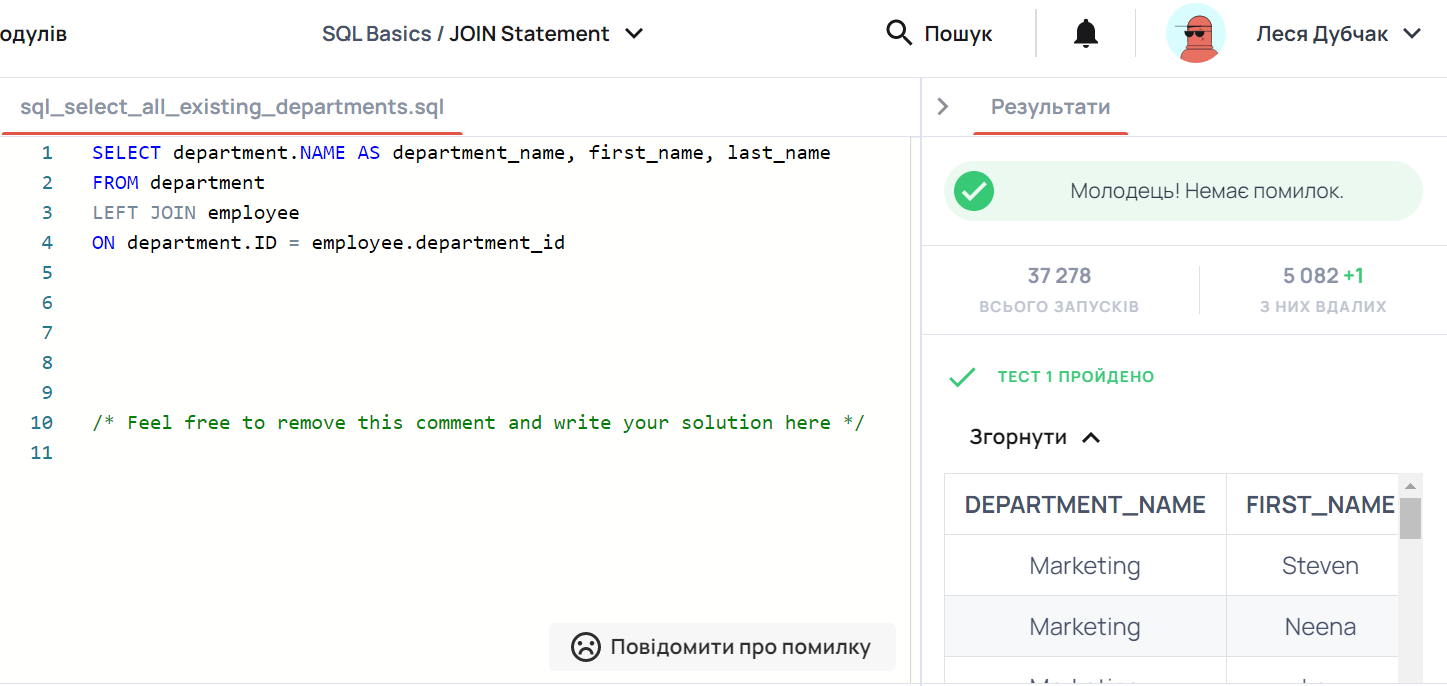 одулів
SQL Basics / JOIN Statement
Пошук
Леся Дубчак
sql_select_all_existing_departments.sql
1 SELECT department.NAME AS department_name, first_name, last_name
2 FROM department
3 LEFT JOIN employee
4 ON department.ID = employee.department_id
5
6
7
8
9
10 /* Feel free to remove this comment and write your solution here */
11
Повідомити про помилку
Результати
Молодець! Немає помилок.
37 278
ВСЬОГО ЗАПУСКІВ
5 082 +1
З НИХ ВДАЛИХ
ТЕСТ 1 ПРОЙДЕНО
Згорнути
DEPARTMENT_NAME FIRST_NAME
Marketing Steven
Marketing Neena